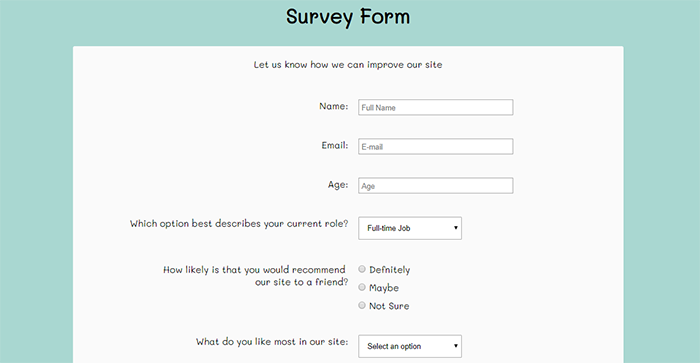 Survey Form
Let us know how we can improve our site
Name: Full Name
Email: E-mail
Age: Age
Which option best describes your current role? Full-time Job
How likely is that you would recommend
our site to a friend?
Defnitely
Maybe
Not Sure
What do you like most in our site: Select an option